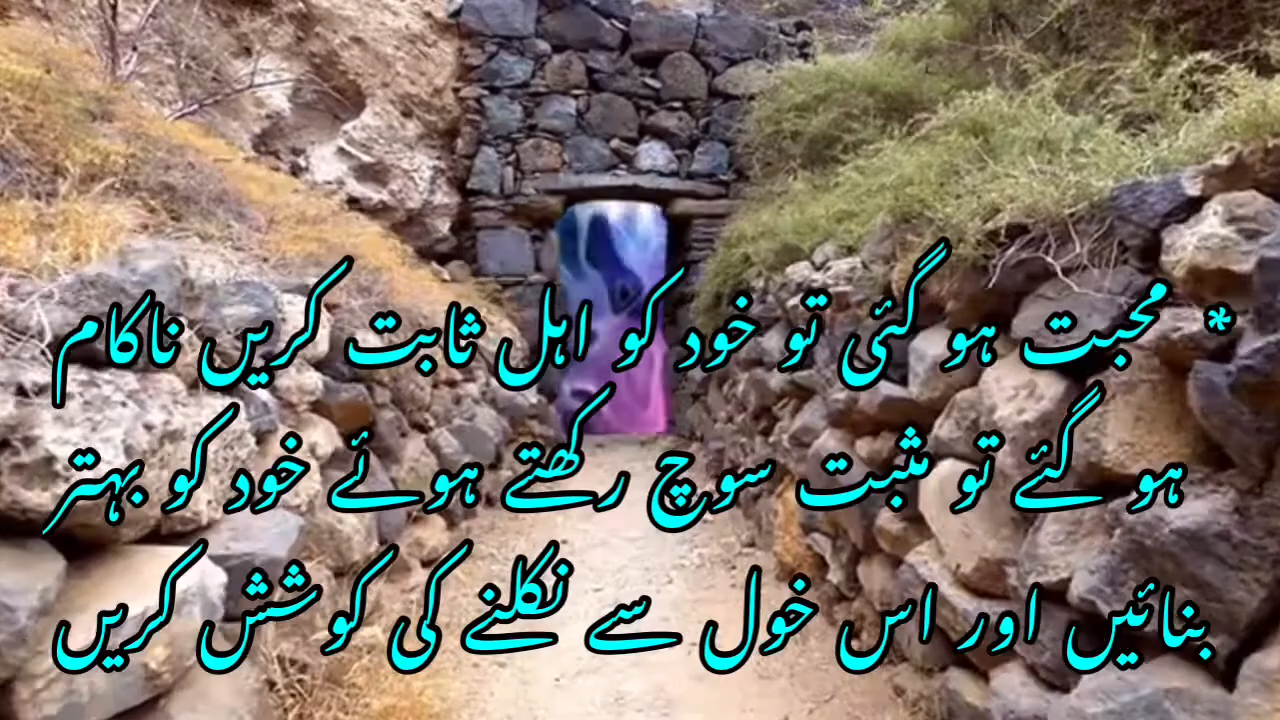 * محبت ہو گئی تو خود کو اہل ثابت کریں ناکام
ہو گئے تو مثبت سوچ رکھتے ہوئے خود کو بہتر
بنائیں اور اس خول سے نکلنے کی کوشش کریں